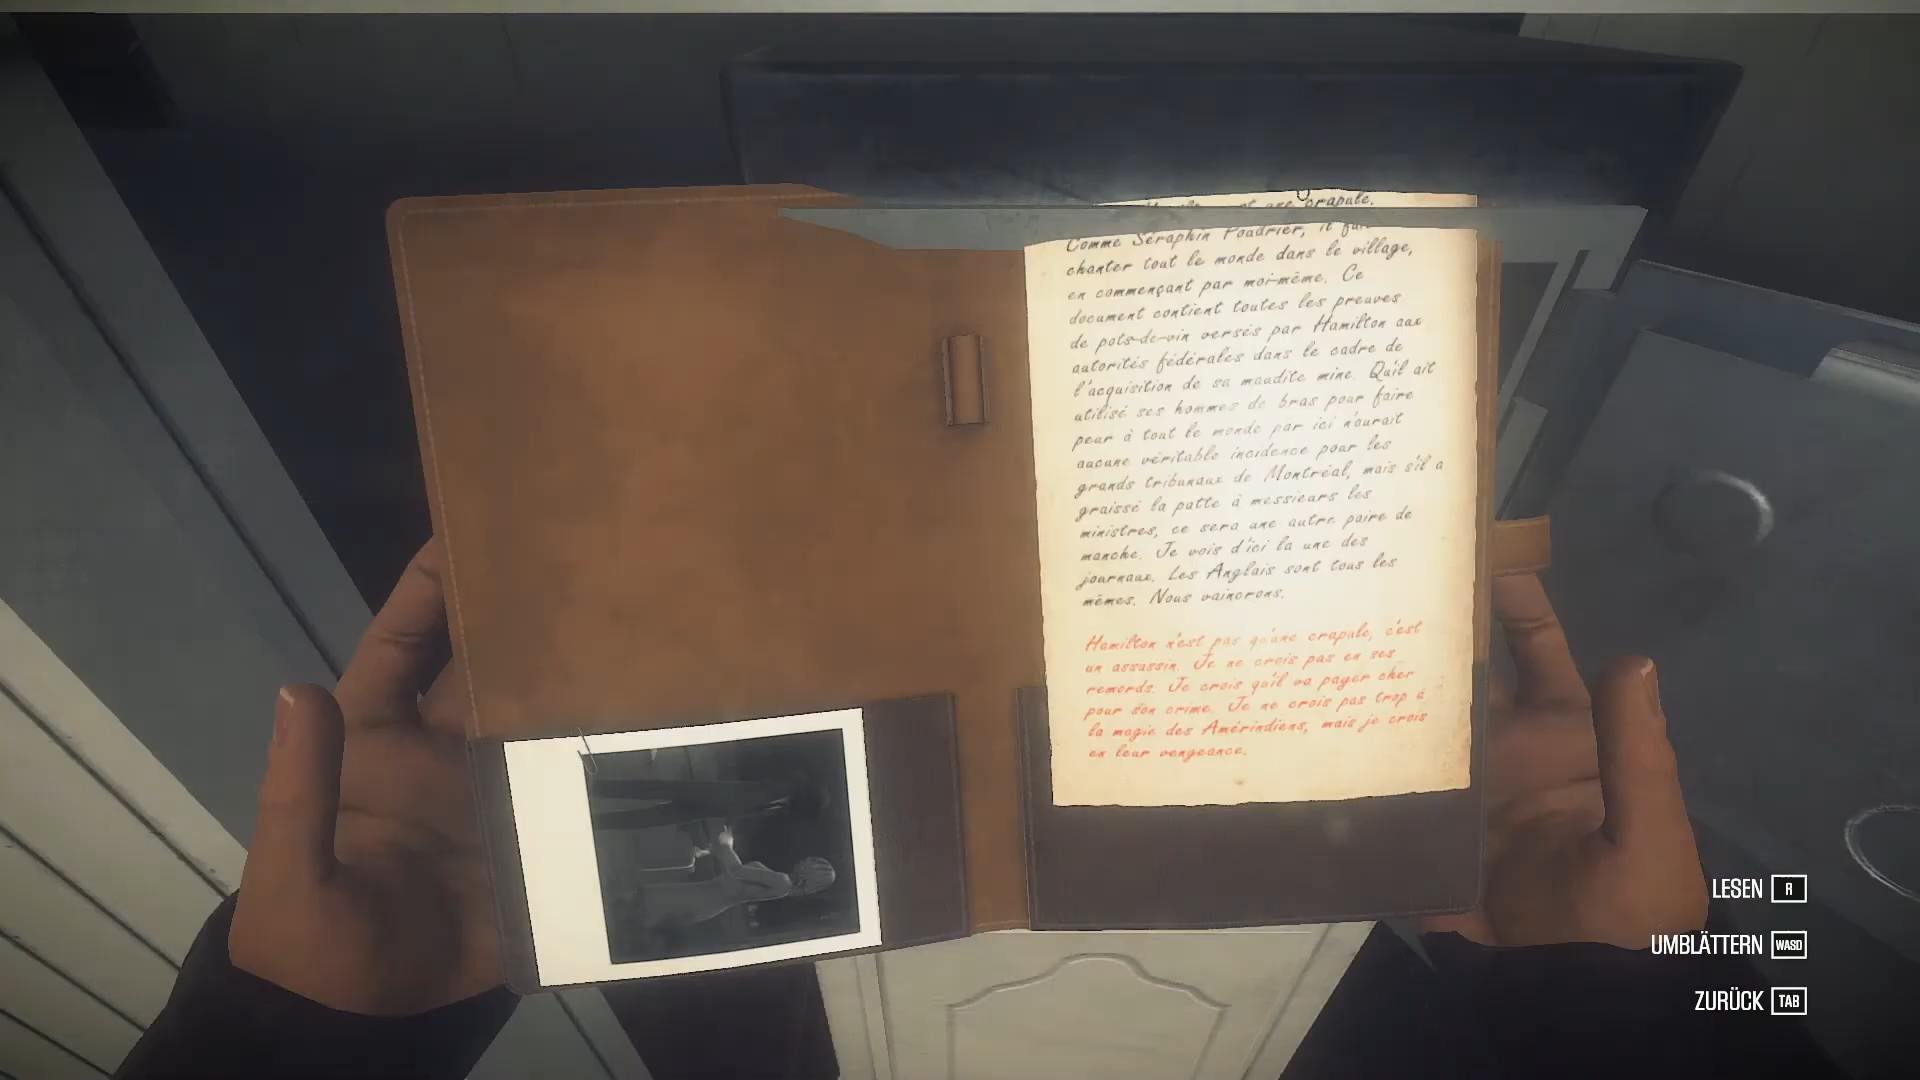 crapule.
Comme Séraphin Poudrier, il
chanter tout le monde dans le village,
en commençant par moi-même. Ce
document contient toutes les preuves
de pots-de-vin versés par Hamilton aux
autorités fédérales dans le cadre de
l'acquisition de sa maudite mine. Qu'il ait
utilisé ses hommes de bras pour faire
peur à tout le monde par ici n'aurait
aucune véritable incidence pour les
grands tribunaux de Montréal, mais s'il a
graissé la patte à messieurs les
ministres, ce sera une autre paire de
manche. Je vois d'ici la une des
journaux. Les Anglais sont tous les
mêmes. Nous vaincrons.
Hamilton n'est pas qu'une crapule, c'est
un assassin. Je ne crois pas en ses
remords. Je crois qu'il va payer cher
pour son crime. Je ne crois pas trop à
la magie des Amérindiens, mais je crois
en leur vengeance.
LESEN R
UMBLÄTTERN WASD
ZURÜCK TAB